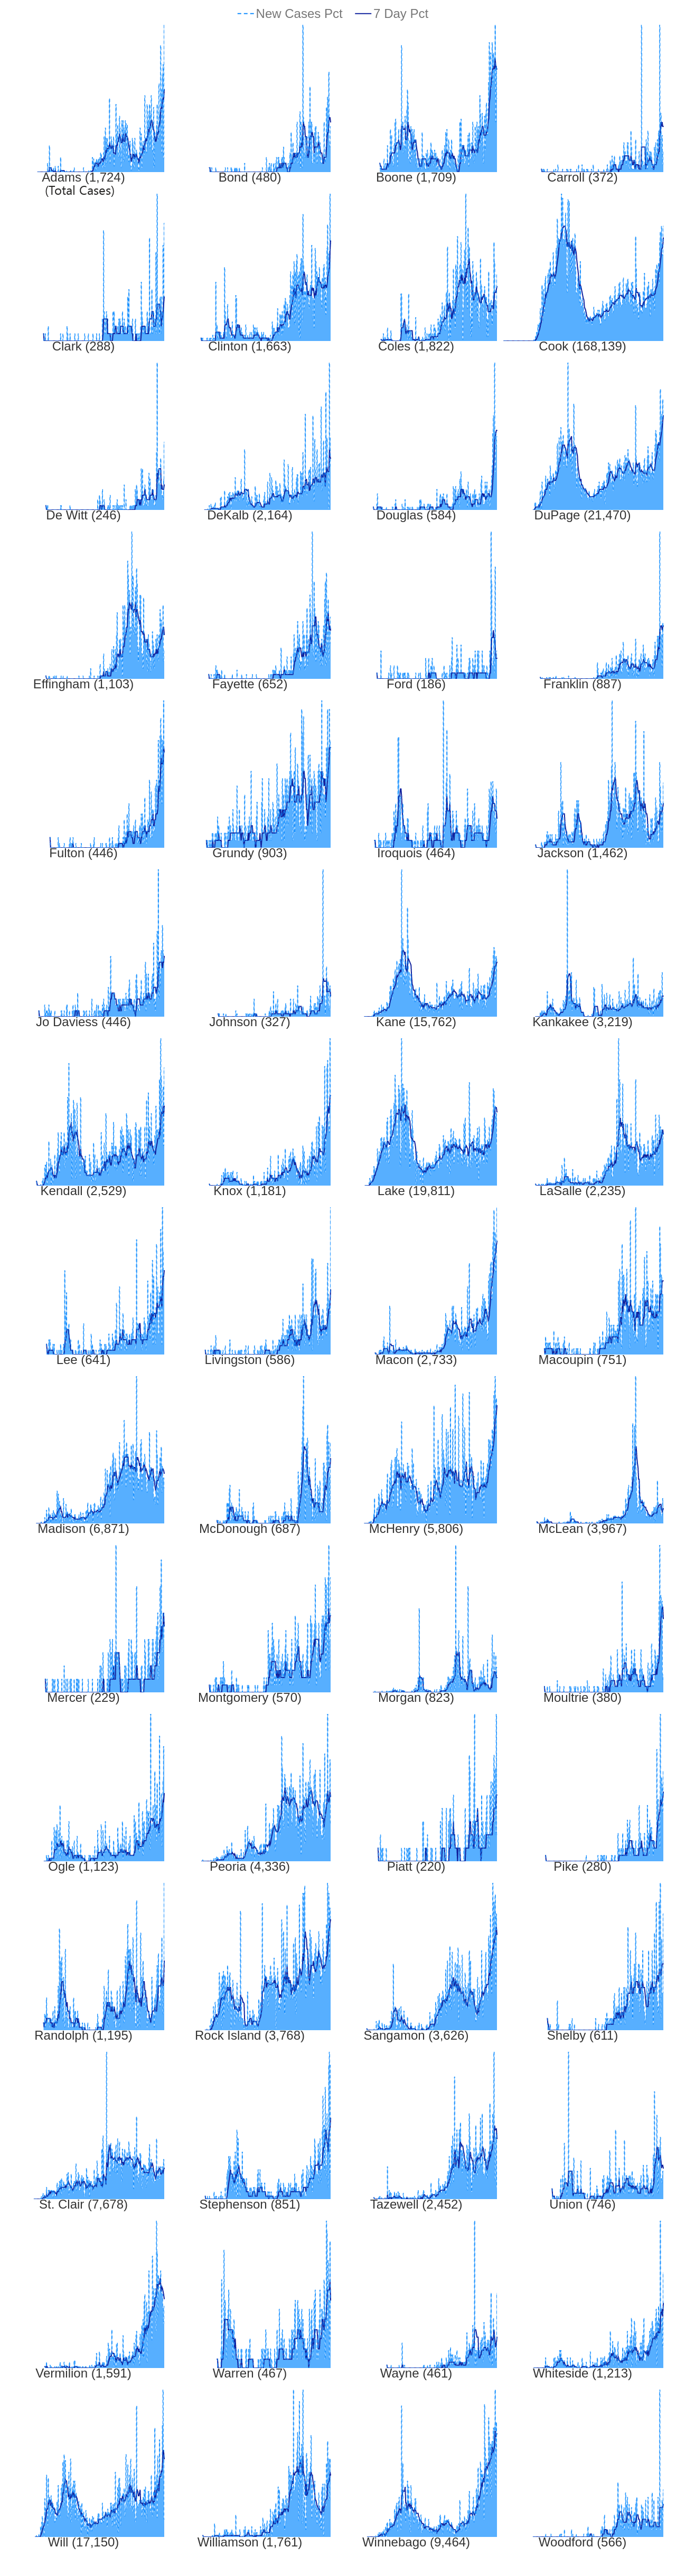 New Cases Pct 7 Day Pct
Adams (1,724) Bond (480) Boone (1,709) Carroll (372)
(Total Cases)
Clark (288) Clinton (1,663) Coles (1,822) Cook (168,139)
De Witt (246) DeKalb (2,164) Douglas (584) DuPage (21,470)
Effingham (1,103) Fayette (652) Ford (186) Franklin (887)
Fulton (446) Grundy (903) Iroquois (464) Jackson (1,462)
Jo Daviess (446) Johnson (327) Kane (15,762) Kankakee (3,219)
Kendall (2,529) Knox (1,181) Lake (19,811) LaSalle (2,235)
Lee (641) Livingston (586) Macon (2,733) Macoupin (751)
Madison (6,871) McDonough (687) McHenry (5,806) McLean (3,967)
Mercer (229) Montgomery (570) Morgan (823) Moultrie (380)
Ogle (1,123) Peoria (4,336) Piatt (220) Pike (280)
Randolph (1,195) Rock Island (3,768) Sangamon (3,626) Shelby (611)
St. Clair (7,678) Stephenson (851) Tazewell (2,452) Union (746)
Vermilion (1,591) Warren (467) Wayne (461) Whiteside (1,213)
Will (17,150) Williamson (1,761) Winnebago (9,464) Woodford (566)